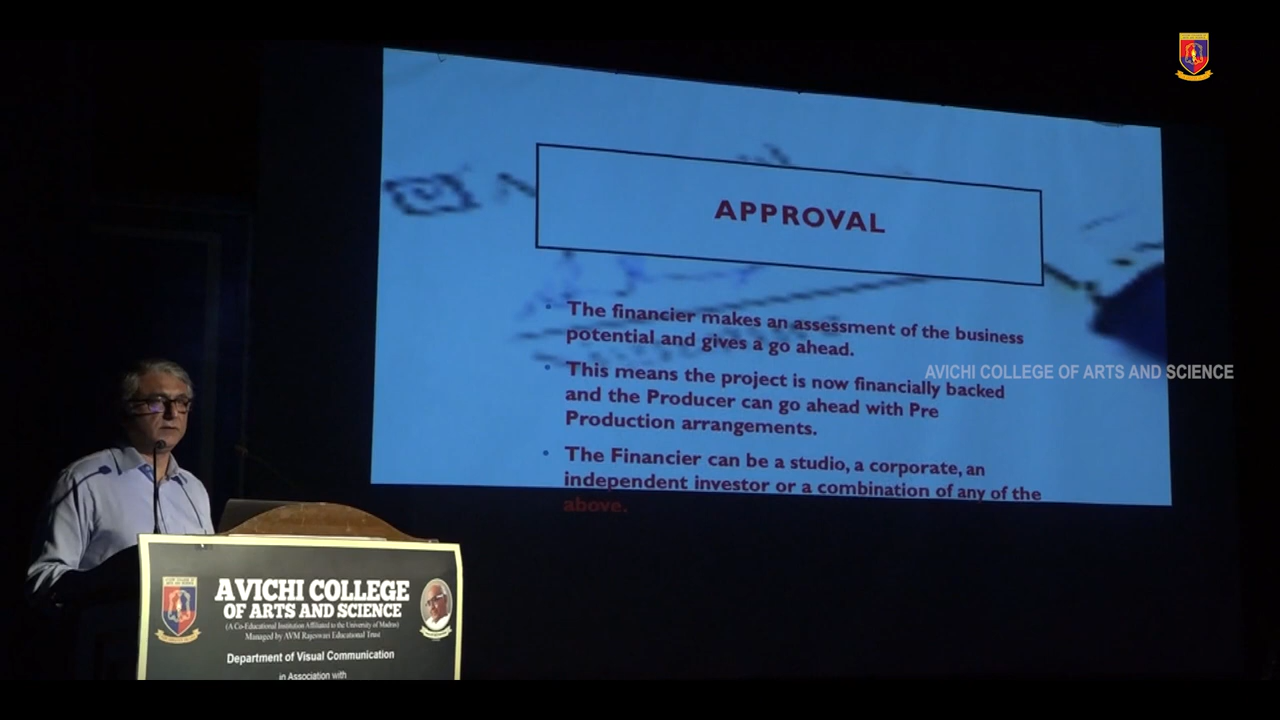 APPROVAL
• The financier makes an assessment of the business
potential and gives a go ahead.
• This means the project is now financially backed
and the Producer can go ahead with Pre
Production arrangements.
• The Financier can be a studio, a corporate, an
independent investor or a combination of any of the
above.
AVICHI COLLEGE OF ARTS AND SCIENCE
AVICHI COLLEGE
OF ARTS AND SCIENCE
(A Co-Educational Institution Affiliated to the University of Madras)
Managed by AVM Rajeswari Educational Trust
Department of Visual Communication
in Association with